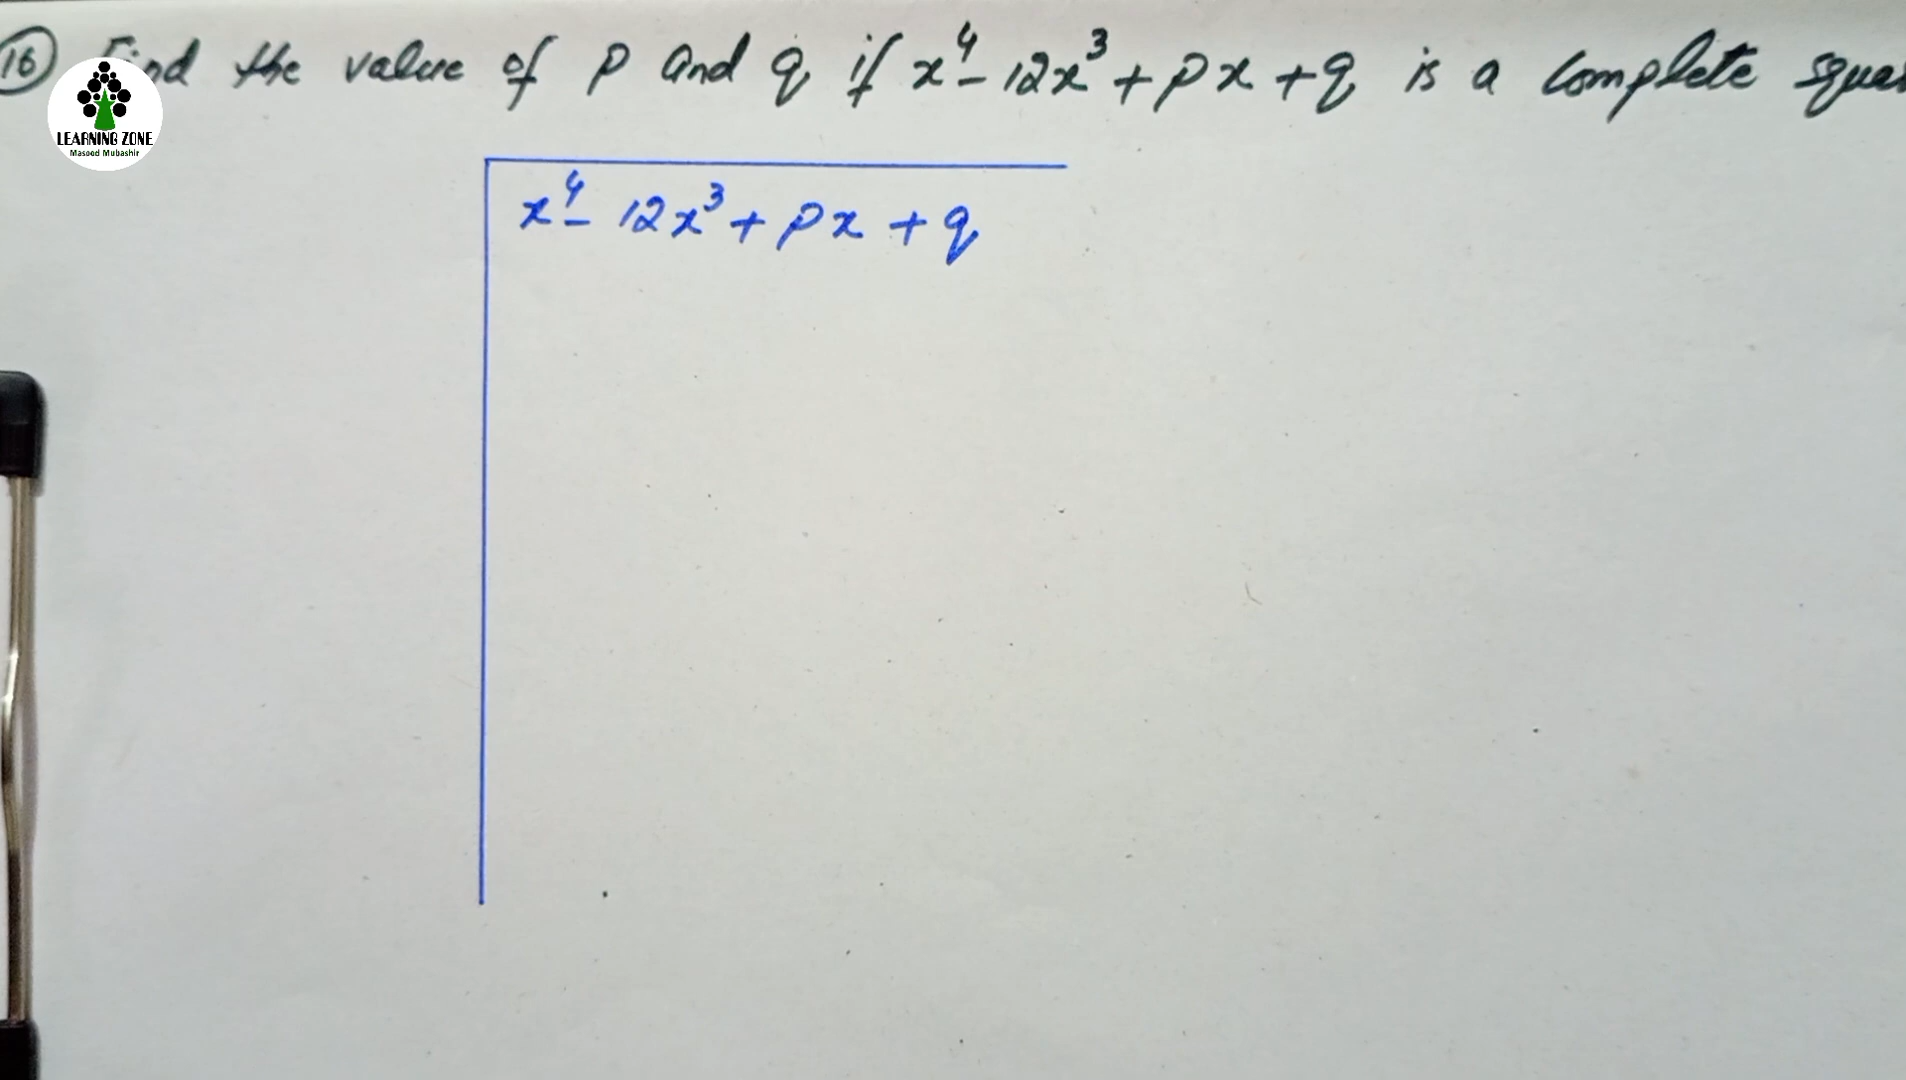 16 Find the value of p and q if x⁴ - 12x³ + px + q is a complete
LEARNING ZONE
Masood Mubashir
x⁴ - 12x³ + px + q